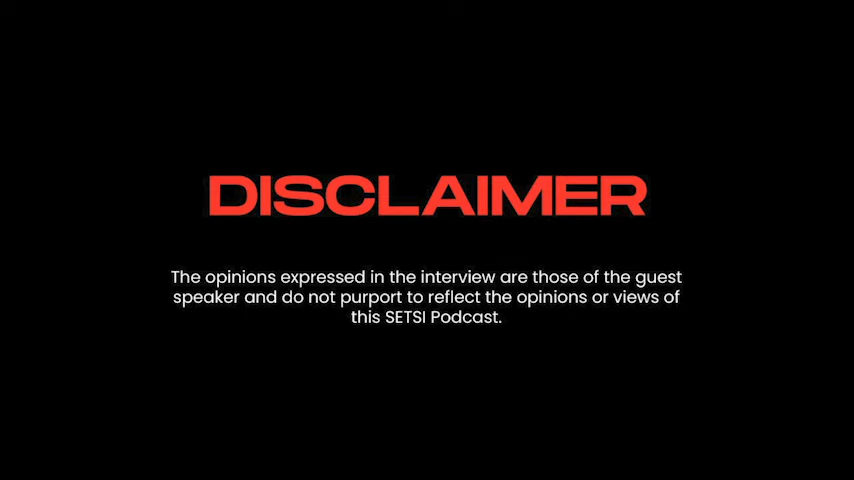 DISCLAIMER
The opinions expressed in the interview are those of the guest
speaker and do not purport to reflect the opinions or views of
this SETSI Podcast.